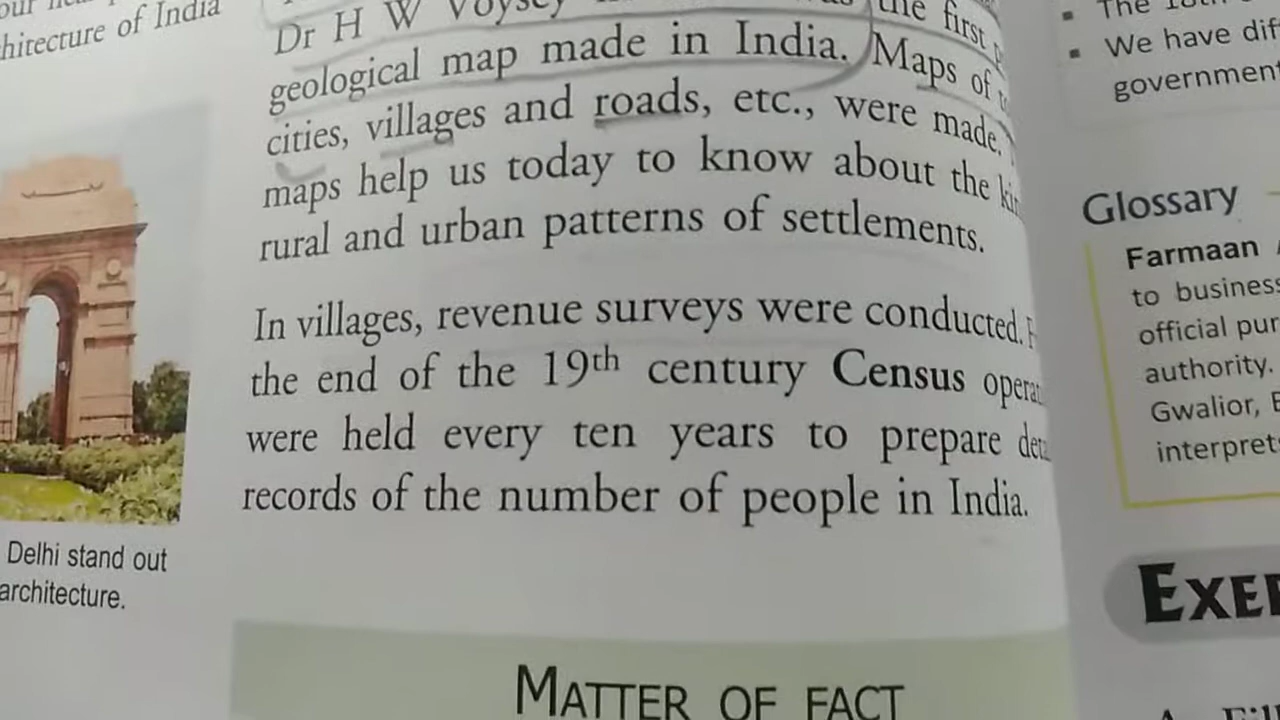 hitecture of India
Delhi stand out
architecture.
Dr H W Voysey the first
geological map made in India. Maps of
cities, villages and roads, etc., were made.
maps help us today to know about the
rural and urban patterns of settlements.
In villages, revenue surveys were conducted.
the end of the 19th century Census opera
were held every ten years to prepare
records of the number of people in India.
MATTER OF FACT
▪ The
▪ We have dif
government
Glossary
Farmaan
to business
official pur
authority.
Gwalior,
interpret
EXER